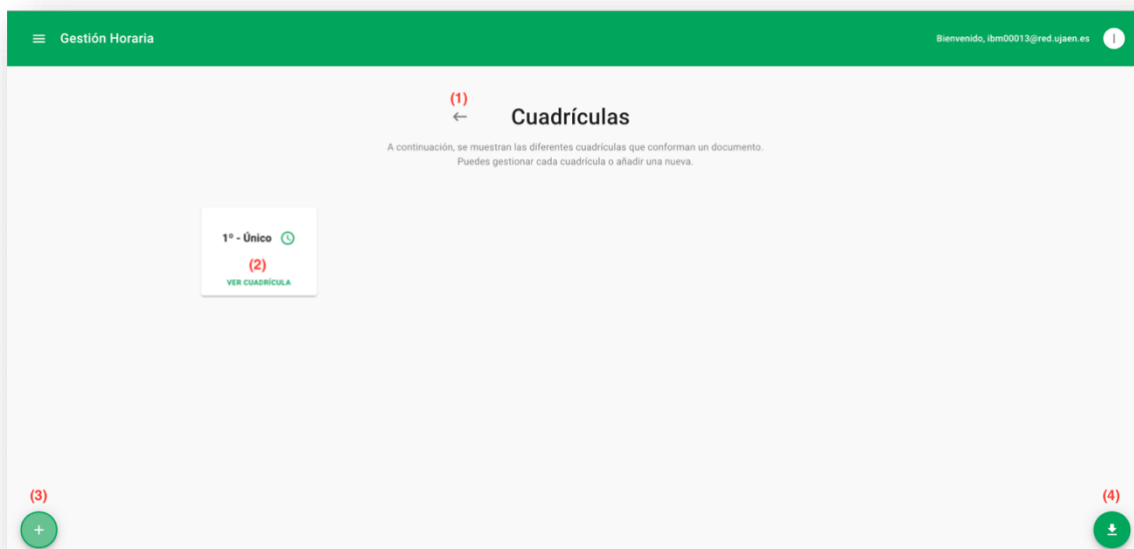 Gestión Horaria
Bienvenido, ibm00013@red.ujaen.es
I
(1)
Cuadrículas
A continuación, se muestran las diferentes cuadrículas que conforman un documento.
Puedes gestionar cada cuadrícula o añadir una nueva.
1º - Único
(2)
VER CUADRÍCULA
(3)
(4)